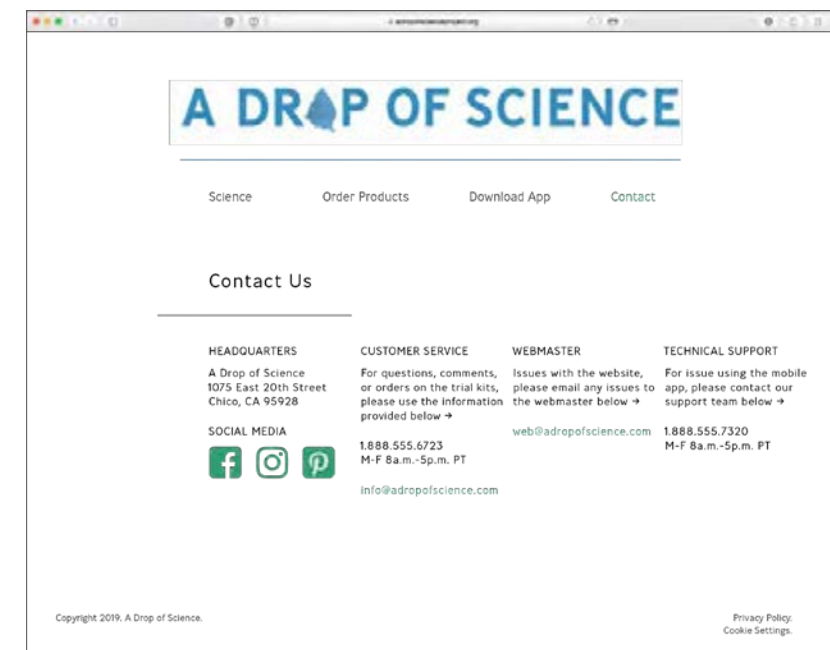 A DROP OF SCIENCE
Science
Order Products
Download App
Contact
Contact Us
HEADQUARTERS
A Drop of Science
1075 East 20th Street
Chico, CA 95928
SOCIAL MEDIA
CUSTOMER SERVICE
For questions, comments,
or orders on the trial kits,
please use the information
provided below →
1.888.555.6723
M-F 8a.m.-5p.m. PT
info@adropofscience.com
WEBMASTER
Issues with the website,
please email any issues to
the webmaster below →
web@adropofscience.com
TECHNICAL SUPPORT
For issue using the mobile
app, please contact our
support team below →
1.888.555.7320
M-F 8a.m.-5p.m. PT
Copyright 2019. A Drop of Science.
Privacy Policy.
Cookie Settings.